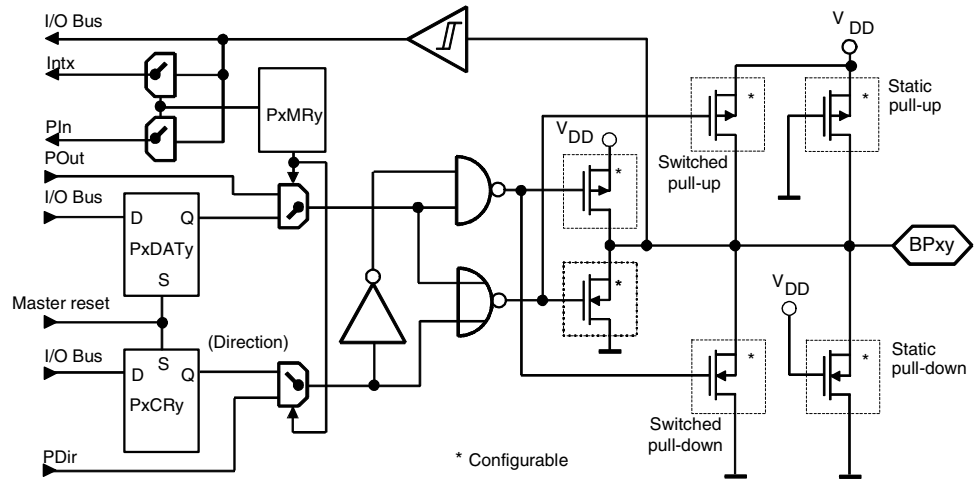 I/O Bus
V DD
Intx
* Static pull-up
*
PxMRy
PIn
V DD
POut
Switched pull-up
*
I/O Bus
D Q
PxDATy
S
BPxy
*
V DD
Master reset
(Direction)
I/O Bus
S
D Q
PxCRy
*
*
Static pull-down
Switched pull-down
PDir
* Configurable